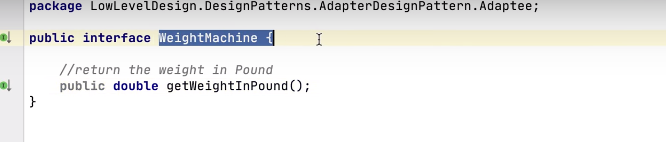 package LowLevelDesign.DesignPatterns.AdapterDesignPattern.Adaptee;
public interface WeightMachine {
//return the weight in Pound
public double getWeightInPound();
}